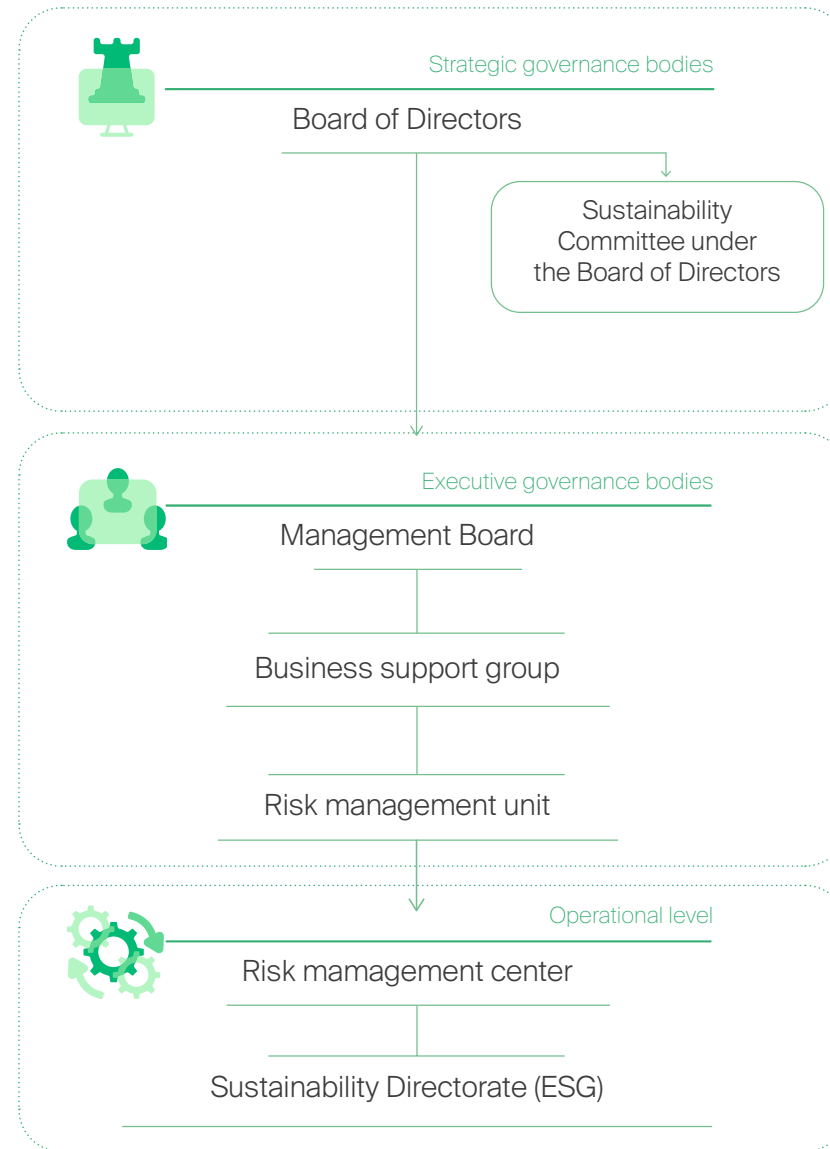 Strategic governance bodies
Board of Directors
Sustainability
Committee under
the Board of Directors
Executive governance bodies
Management Board
Business support group
Risk management unit
Operational level
Risk mamagement center
Sustainability Directorate (ESG)